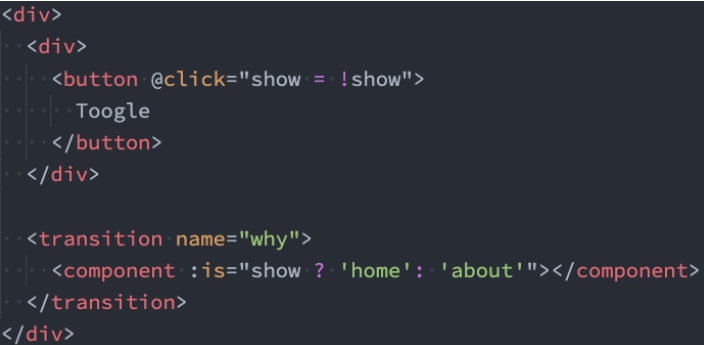 <div>
  <div>
    <button @click="show = !show">
      Toogle
    </button>
  </div>

  <transition name="why">
    <component :is="show ? 'home': 'about'"></component>
  </transition>
</div>